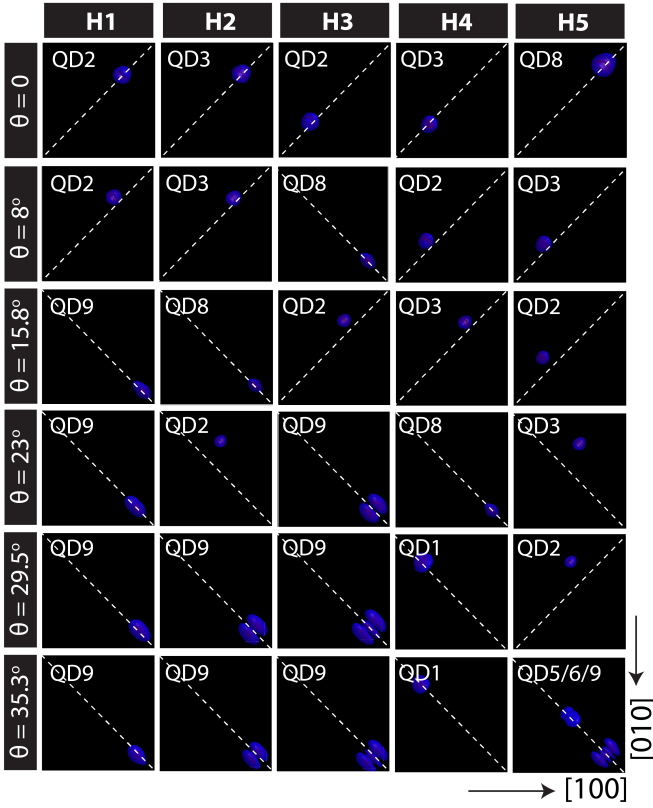 H1 H2 H3 H4 H5
θ = 0
QD2 QD3 QD2 QD3 QD8
θ = 8°
QD2 QD3 QD8 QD2 QD3
θ = 15.8°
QD9 QD8 QD2 QD3 QD2
θ = 23°
QD9 QD2 QD9 QD8 QD3
θ = 29.5°
QD9 QD9 QD9 QD1 QD2
θ = 35.3°
QD9 QD9 QD9 QD1 QD5/6/9
[010]
[100]